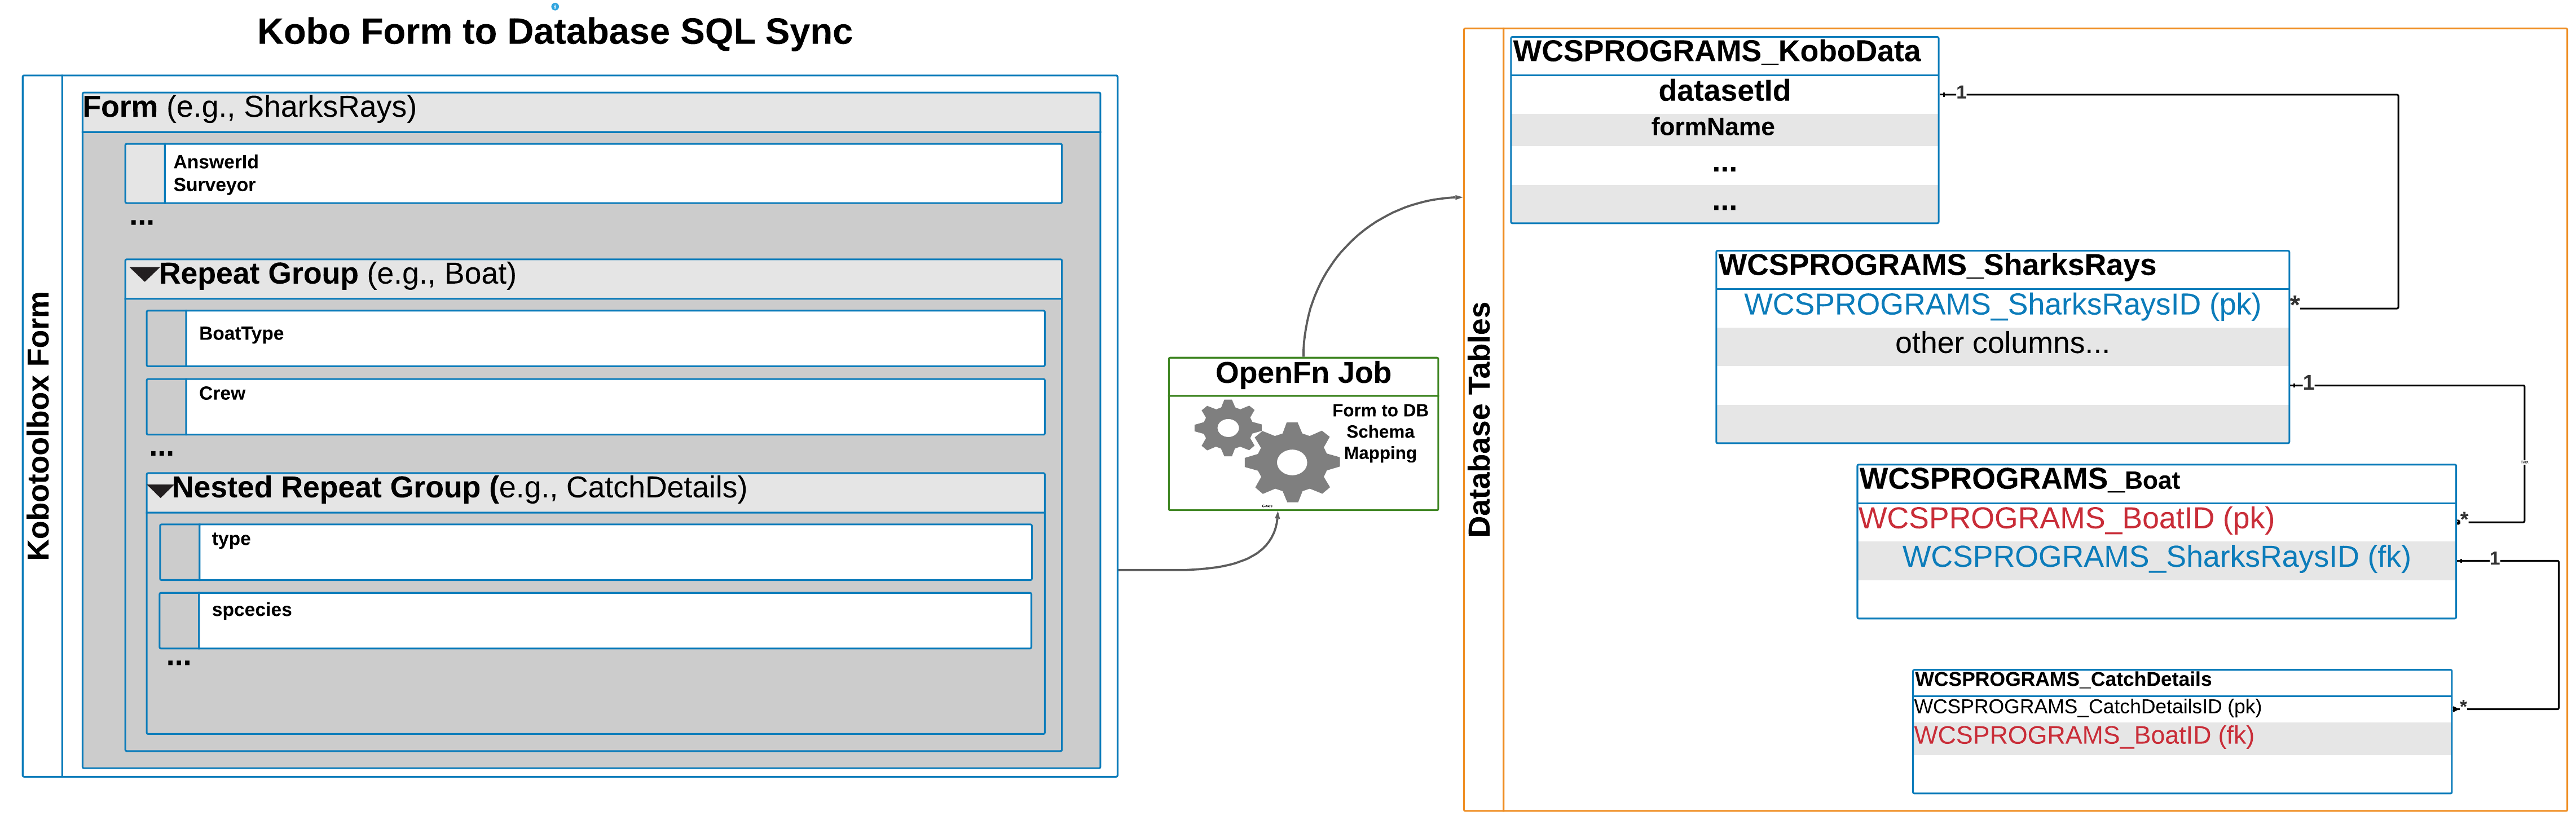 Kobo Form to Database SQL Sync
Kobotoolbox Form
Form (e.g., SharksRays)
AnswerId
Surveyor
...
Repeat Group (e.g., Boat)
BoatType
Crew
...
Nested Repeat Group (e.g., CatchDetails)
type
spcecies
...
OpenFn Job
Form to DB
Schema
Mapping
Database Tables
WCSPROGRAMS_KoboData
datasetId
1
formName
...
...
WCSPROGRAMS_SharksRays
WCSPROGRAMS_SharksRaysID (pk)
*
other columns...
1
WCSPROGRAMS_Boat
WCSPROGRAMS_BoatID (pk)
*
WCSPROGRAMS_SharksRaysID (fk)
1
WCSPROGRAMS_CatchDetails
WCSPROGRAMS_CatchDetailsID (pk)
*
WCSPROGRAMS_BoatID (fk)